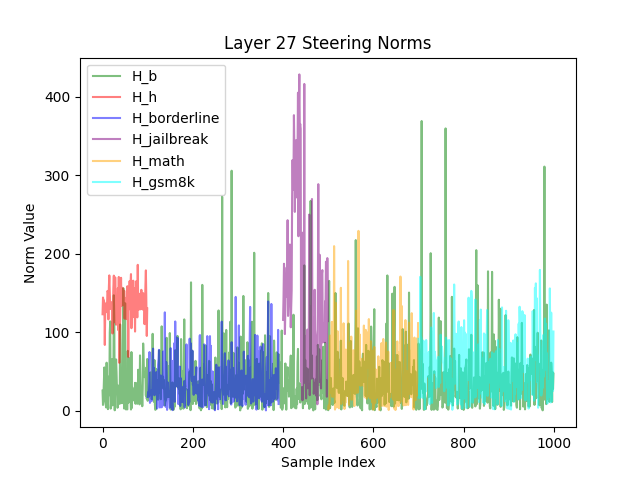 Layer 27 Steering Norms
H_b
H_h
H_borderline
H_jailbreak
H_math
H_gsm8k
Norm Value
400
300
200
100
0
0
200
400
600
800
1000
Sample Index